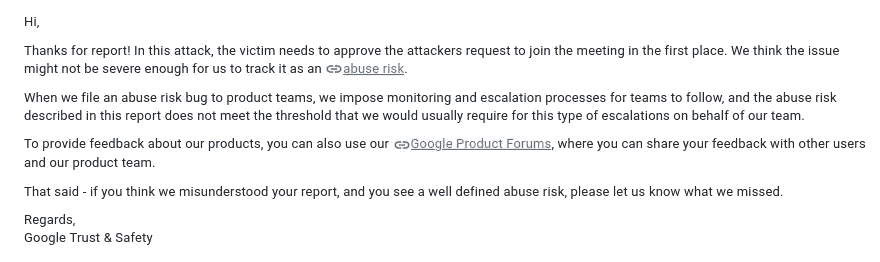 Hi,
Thanks for report! In this attack, the victim needs to approve the attackers request to join the meeting in the first place. We think the issue
might not be severe enough for us to track it as an abuse risk.
When we file an abuse risk bug to product teams, we impose monitoring and escalation processes for teams to follow, and the abuse risk
described in this report does not meet the threshold that we would usually require for this type of escalations on behalf of our team.
To provide feedback about our products, you can also use our Google Product Forums, where you can share your feedback with other users
and our product team.
That said - if you think we misunderstood your report, and you see a well defined abuse risk, please let us know what we missed.
Regards,
Google Trust & Safety